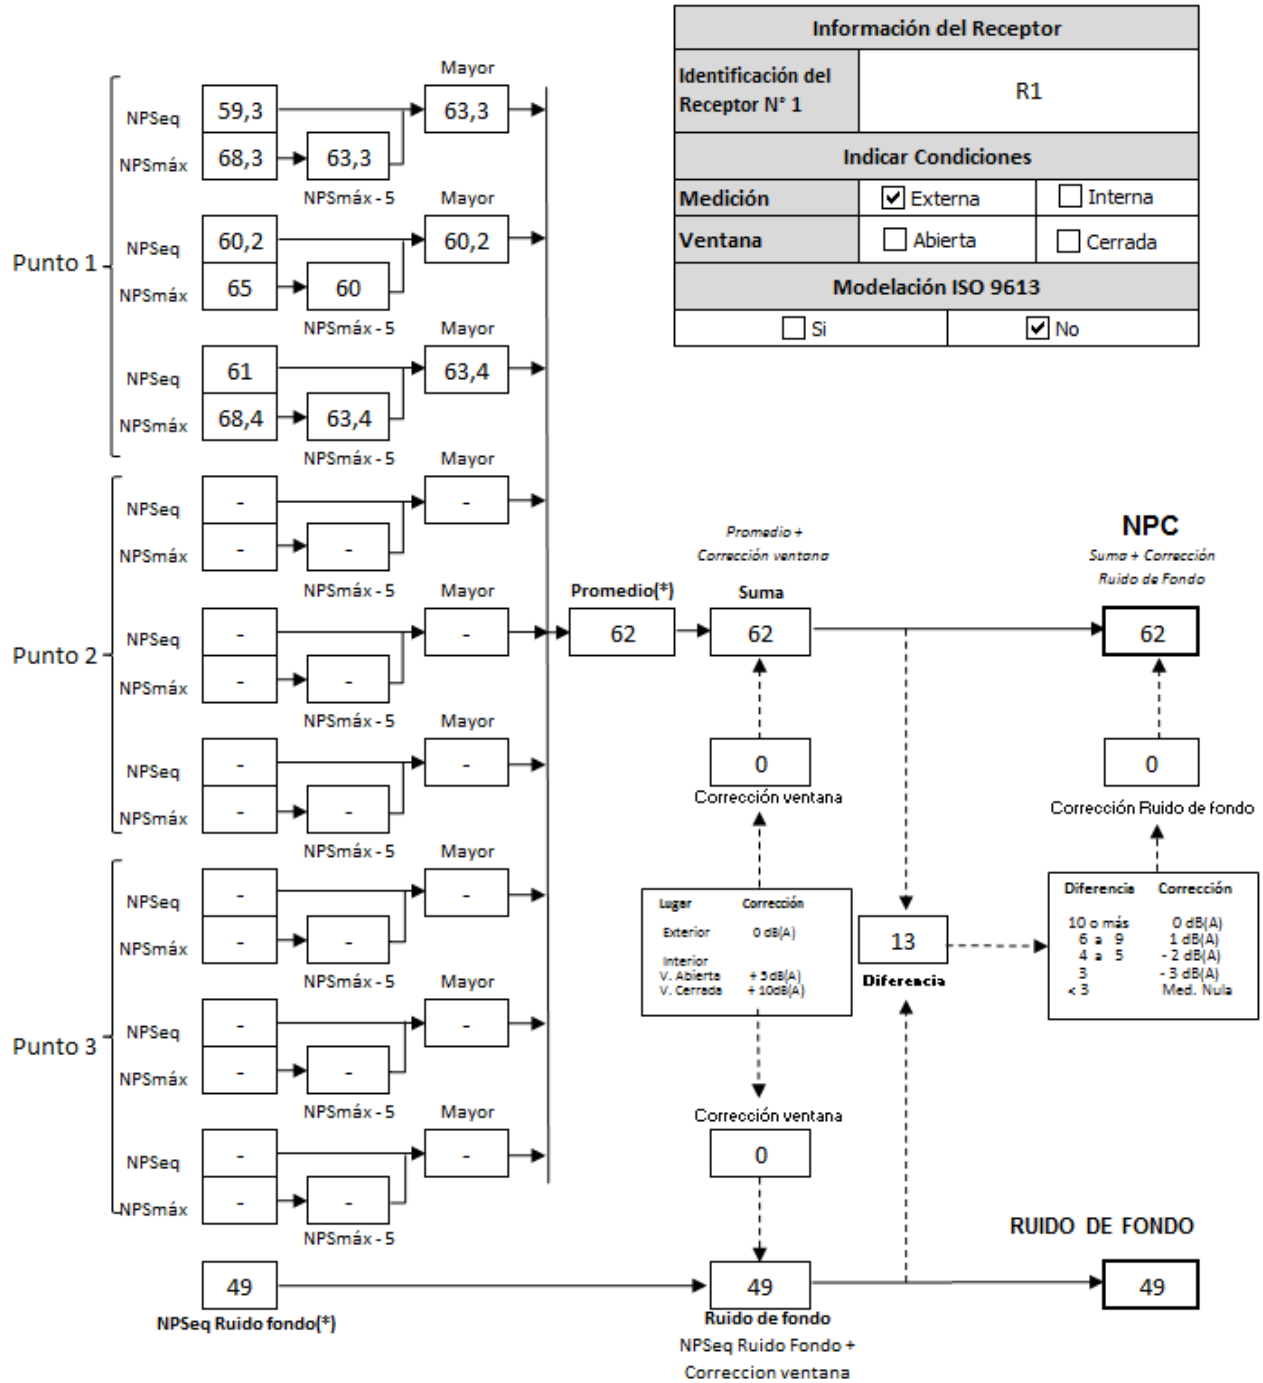 Información del Receptor
Identificación del
Receptor N° 1
R1
Indicar Condiciones
Medición
Externa
Interna
Ventana
Abierta
Cerrada
Modelación ISO 9613
Si
No
Punto 1
Mayor
NPSeq
59,3
63,3
NPSmáx
68,3
63,3
NPSmáx - 5
Mayor
NPSeq
60,2
60,2
NPSmáx
65
60
NPSmáx - 5
Mayor
NPSeq
61
63,4
NPSmáx
68,4
63,4
NPSmáx - 5
Punto 2
Mayor
NPSeq
-
-
NPSmáx
-
-
NPSmáx - 5
Mayor
NPSeq
-
-
NPSmáx
-
-
NPSmáx - 5
Mayor
NPSeq
-
-
NPSmáx
-
-
NPSmáx - 5
Punto 3
Mayor
NPSeq
-
-
NPSmáx
-
-
NPSmáx - 5
Mayor
NPSeq
-
-
NPSmáx
-
-
NPSmáx - 5
Mayor
NPSeq
-
-
NPSmáx
-
-
NPSmáx - 5
49
NPSeq Ruido fondo(*)
Promedio(*)
62
Promedio +
Corrección ventana
Suma
62
0
Corrección ventana
Lugar Corrección
Exterior 0 dB(A)
Interior
V. Abierta + 5 dB(A)
V. Cerrada + 10dB(A)
Corrección ventana
0
49
Ruido de fondo
NPSeq Ruido Fondo +
Correccion ventana
13
Diferencia
NPC
Suma + Corrección
Ruido de Fondo
62
0
Corrección Ruido de fondo
Diferencia Corrección
10 o más 0 dB(A)
6 a 9 1 dB(A)
4 a 5 - 2 dB(A)
3 - 3 dB(A)
< 3 Med. Nula
RUIDO DE FONDO
49